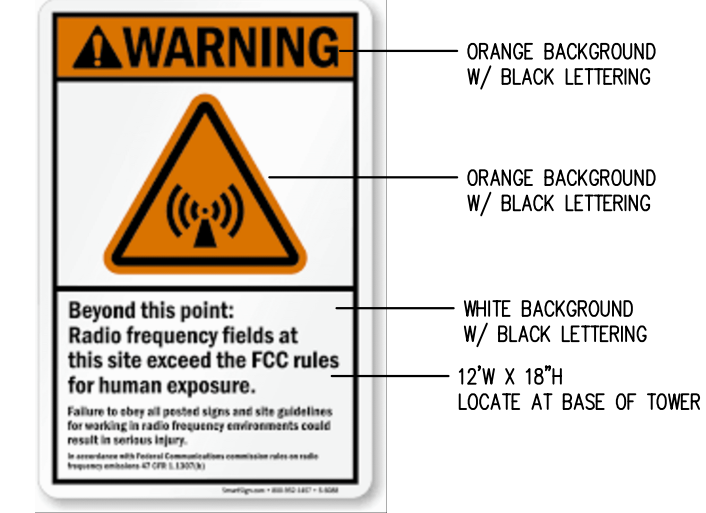 WARNING
ORANGE BACKGROUND
W/ BLACK LETTERING
ORANGE BACKGROUND
W/ BLACK LETTERING
Beyond this point:
Radio frequency fields at
this site exceed the FCC rules
for human exposure.
WHITE BACKGROUND
W/ BLACK LETTERING
12'W X 18"H
LOCATE AT BASE OF TOWER
Failure to obey all posted signs and site guidelines
for working in radio frequency environments could
result in serious injury.
In accordance with Federal Communications commission rules on radio
frequency emissions 47 CFR 1.1307(b)
SmartSign.com •